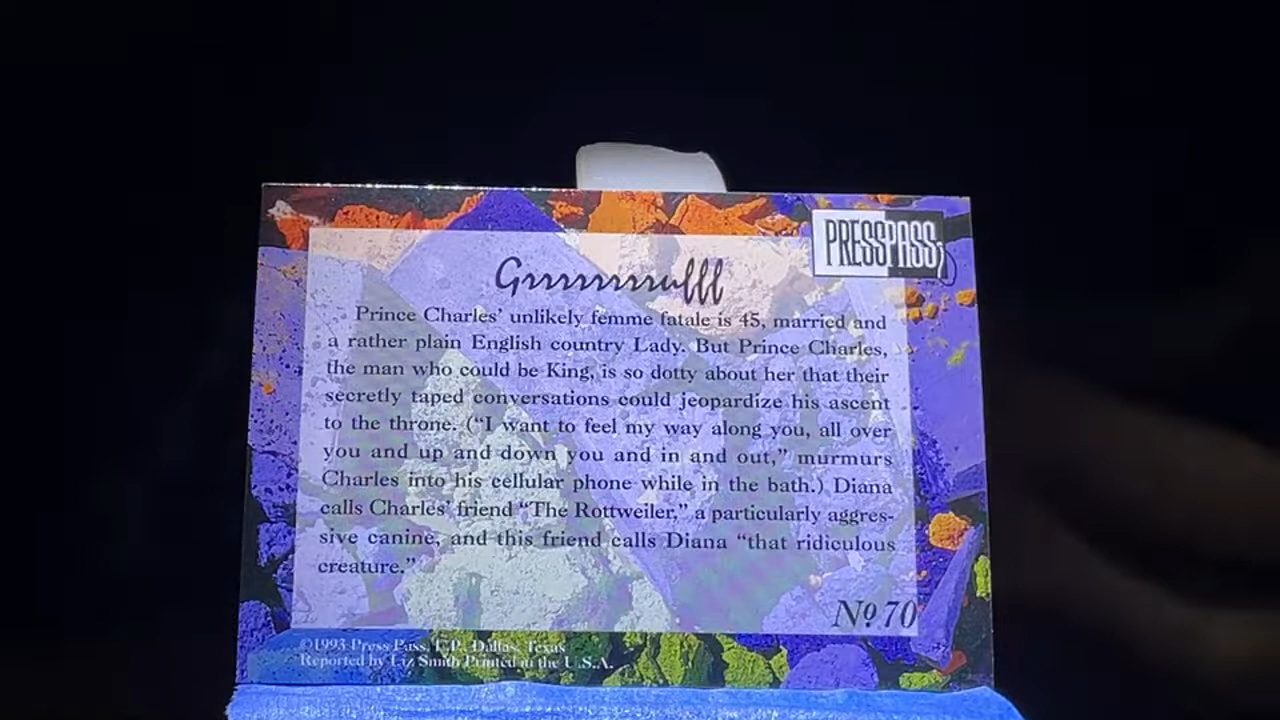 PRESSPASS
Grrrrrrrrufff
Prince Charles' unlikely femme fatale is 45, married and
a rather plain English country Lady. But Prince Charles,
the man who could be King, is so dotty about her that their
secretly taped conversations could jeopardize his ascent
to the throne. (“I want to feel my way along you, all over
you and up and down you and in and out,” murmurs
Charles into his cellular phone while in the bath.) Diana
calls Charles' friend “The Rottweiler,” a particularly aggres-
sive canine, and this friend calls Diana “that ridiculous
creature.”
№ 70
©1993 Press Pass, L.P., Dallas, Texas
Reported by Liz Smith Printed in the U.S.A.